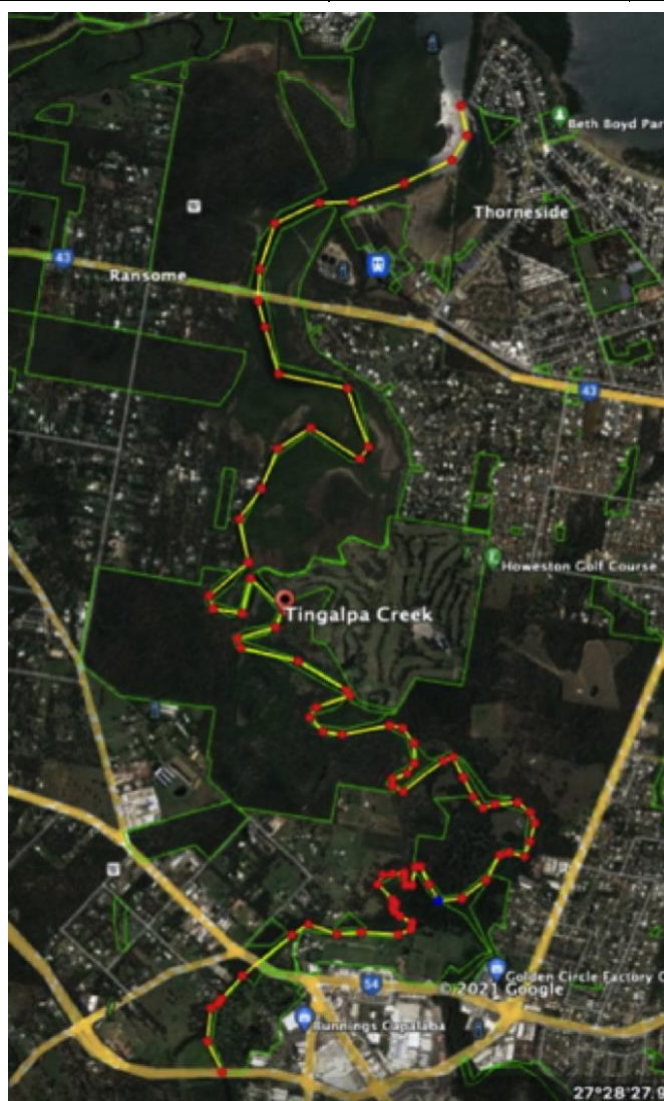 Beth Boyd Par
Thorneside
43
Ransome
43
Howeston Golf Course
Tingalpa Creek
Golden Circle Factory C
54
© 2021 Google
Bunnings Capalaba
27°28'27.9